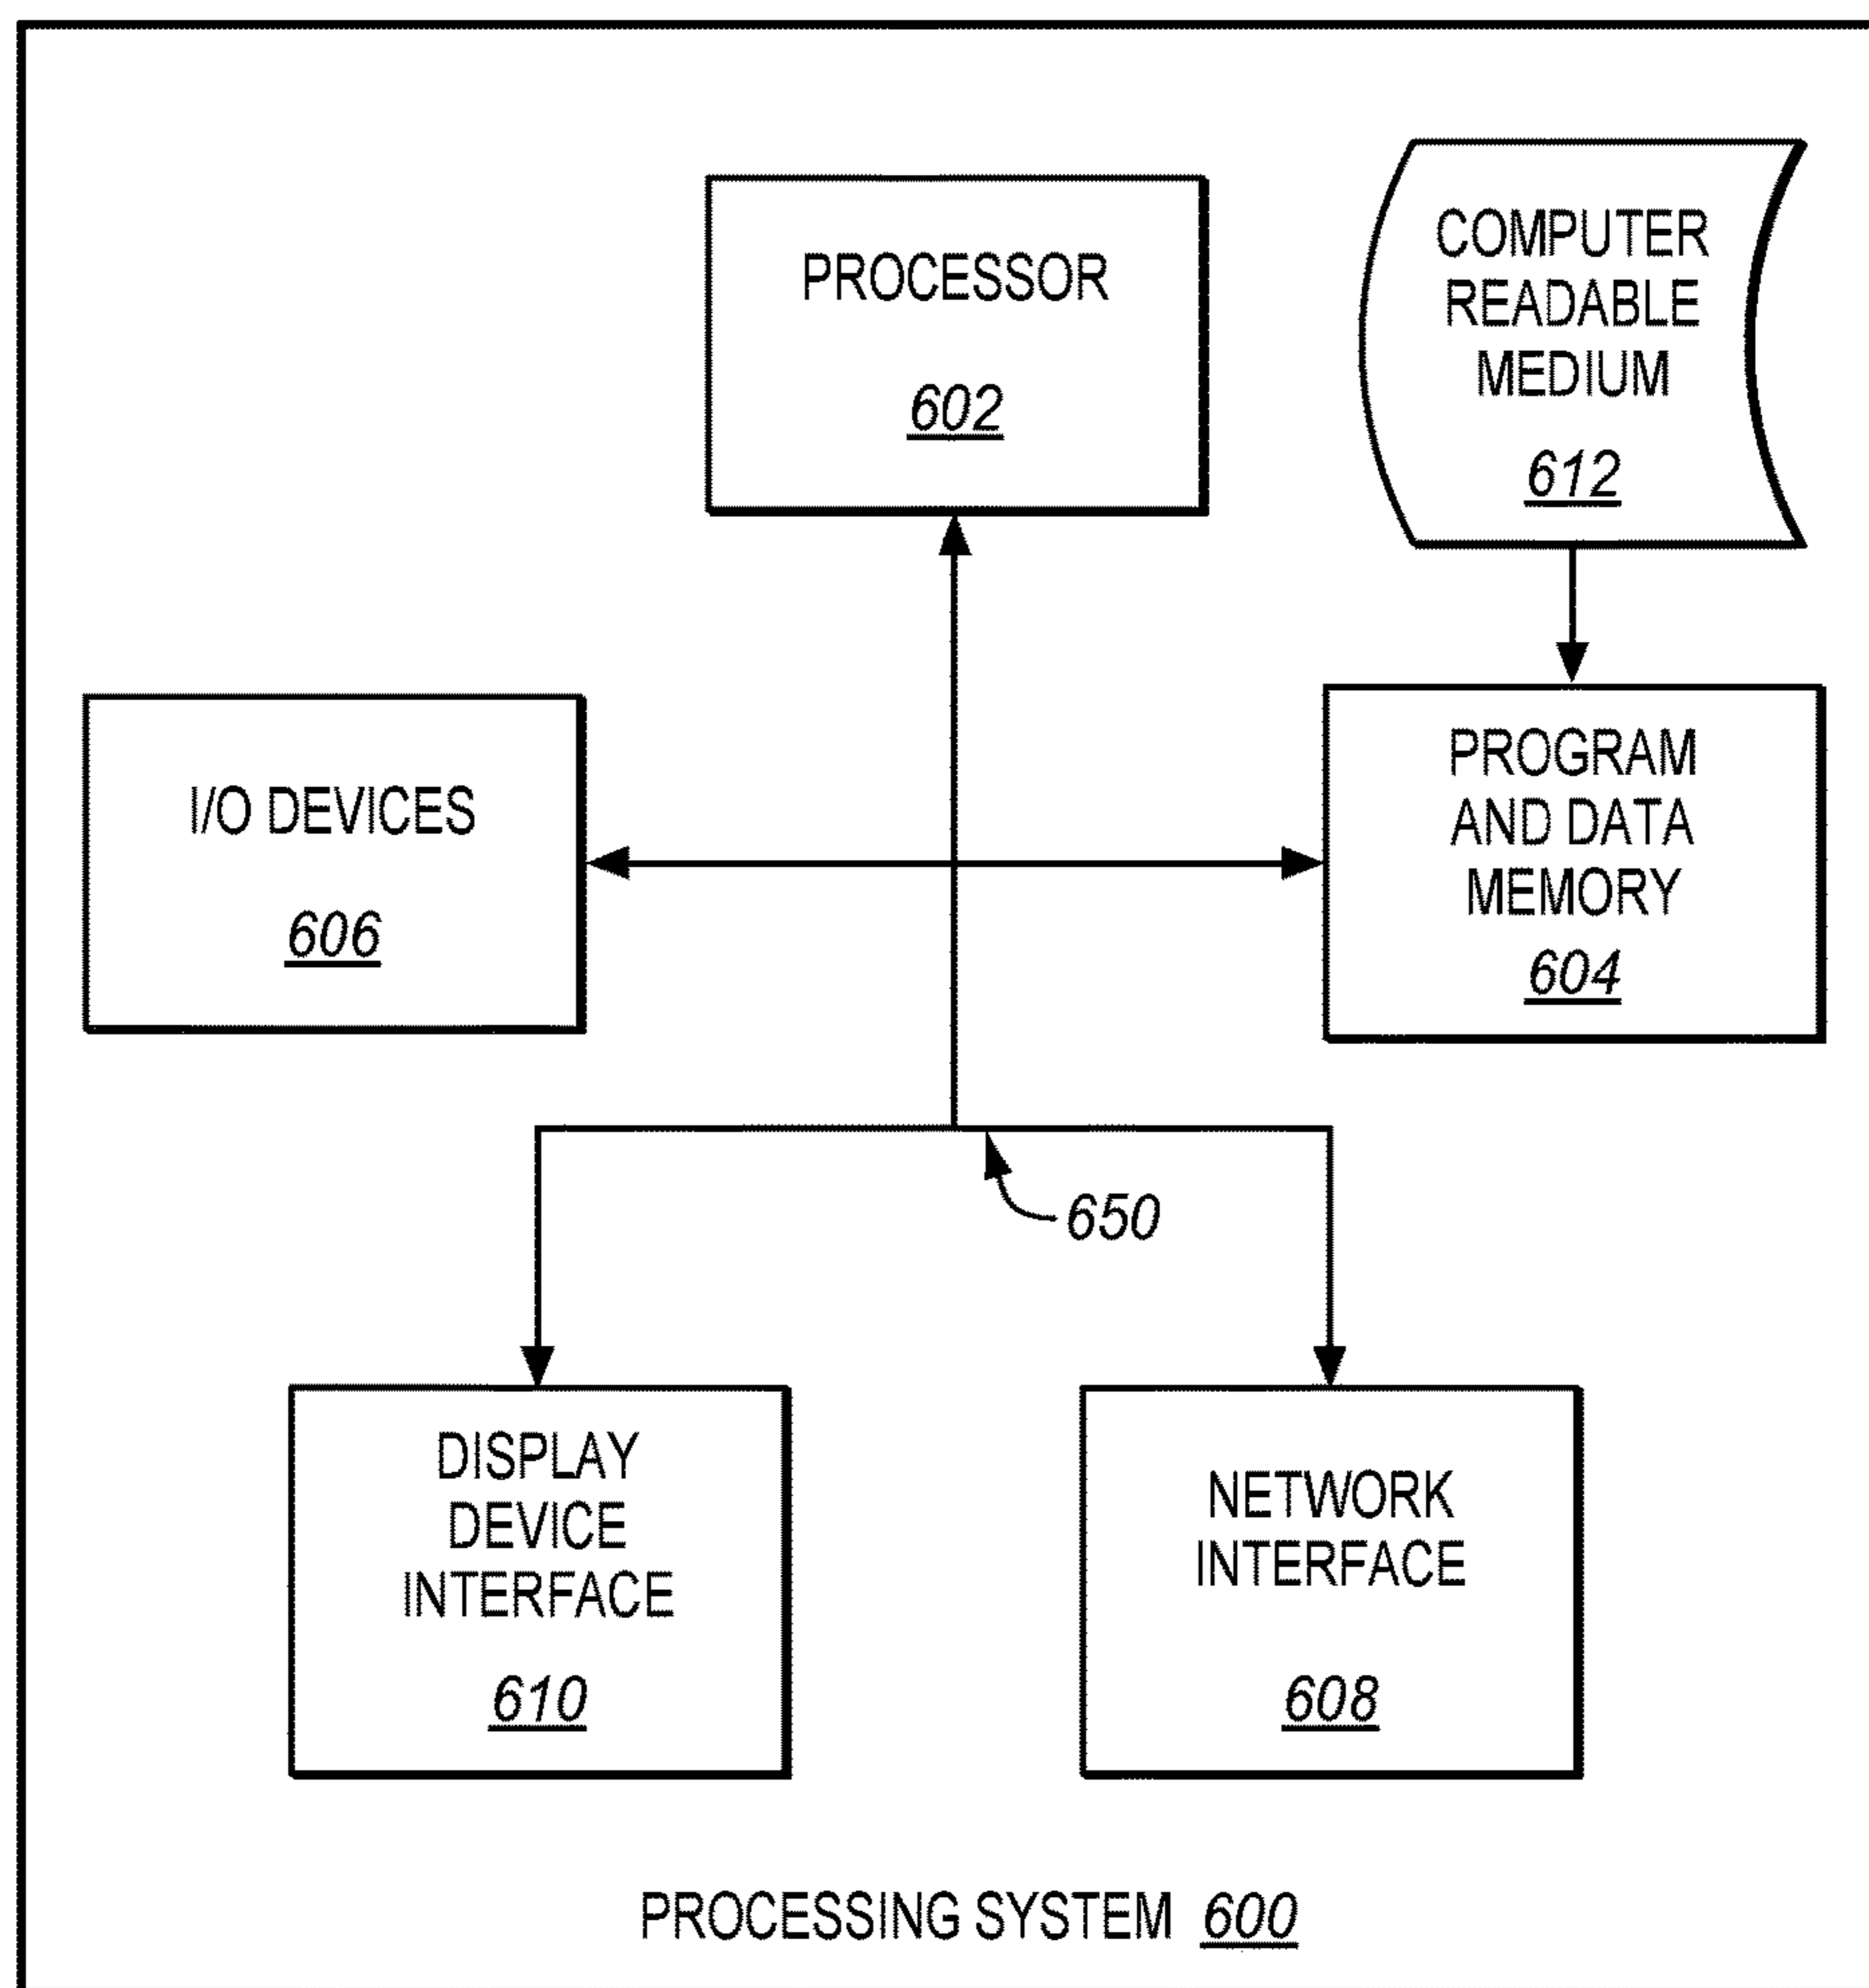 PROCESSOR
602
COMPUTER
READABLE
MEDIUM
612
I/O DEVICES
606
PROGRAM
AND DATA
MEMORY
604
650
DISPLAY
DEVICE
INTERFACE
610
NETWORK
INTERFACE
608
PROCESSING SYSTEM 600